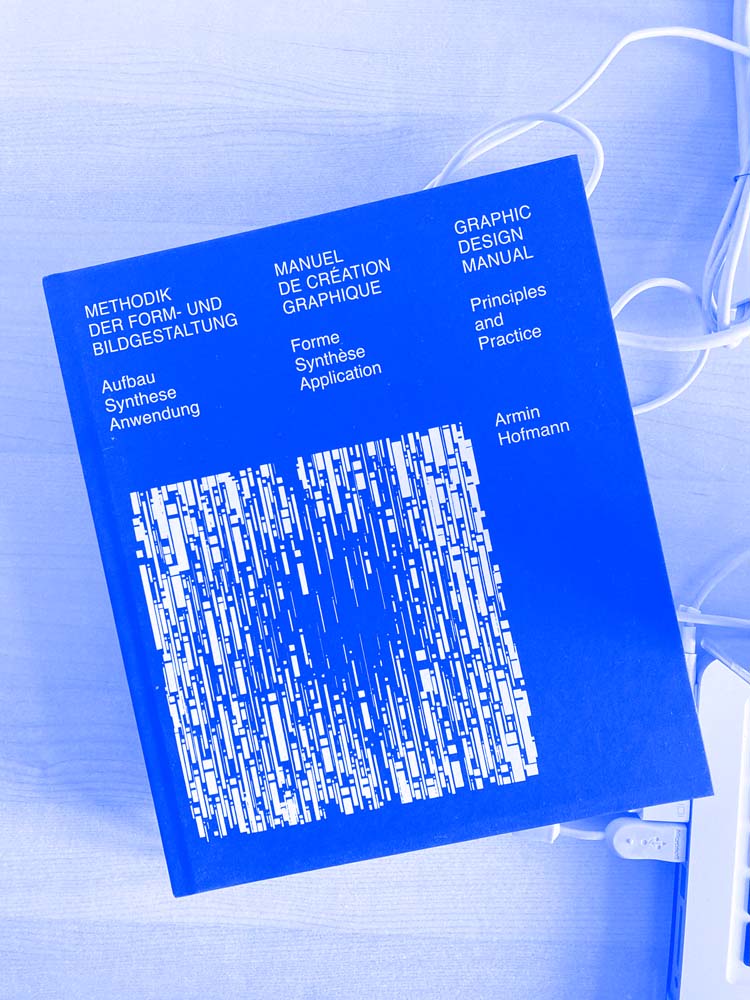 METHODIK
DER FORM- UND
BILDGESTALTUNG
Aufbau
Synthese
Anwendung
MANUEL
DE CRÉATION
GRAPHIQUE
Forme
Synthèse
Application
GRAPHIC
DESIGN
MANUAL
Principles
and
Practice
Armin
Hofmann